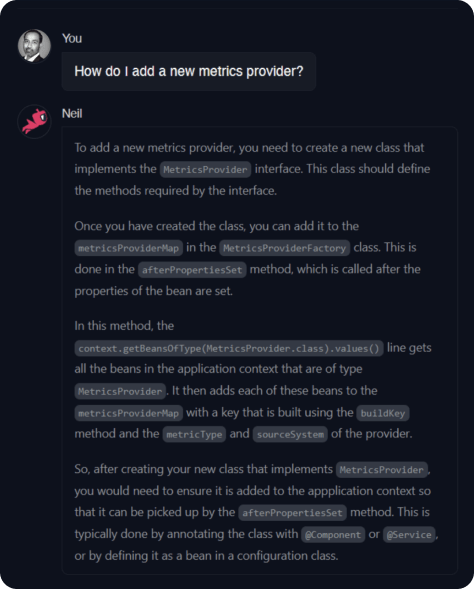 You
How do I add a new metrics provider?
Neil
To add a new metrics provider, you need to create a new class that
implements the MetricsProvider interface. This class should define
the methods required by the interface.
Once you have created the class, you can add it to the
metricsProviderMap in the MetricsProviderFactory class. This is
done in the afterPropertiesSet method, which is called after the
properties of the bean are set.
In this method, the
context.getBeansOfType(MetricsProvider.class).values() line gets
all the beans in the application context that are of type
MetricsProvider. It then adds each of these beans to the
metricsProviderMap with a key that is built using the buildKey
method and the metricType and sourceSystem of the provider.
So, after creating your new class that implements MetricsProvider,
you would need to ensure it is added to the appplication context so
that it can be picked up by the afterPropertiesSet method. This is
typically done by annotating the class with @Component or @Service,
or by defining it as a bean in a configuration class.